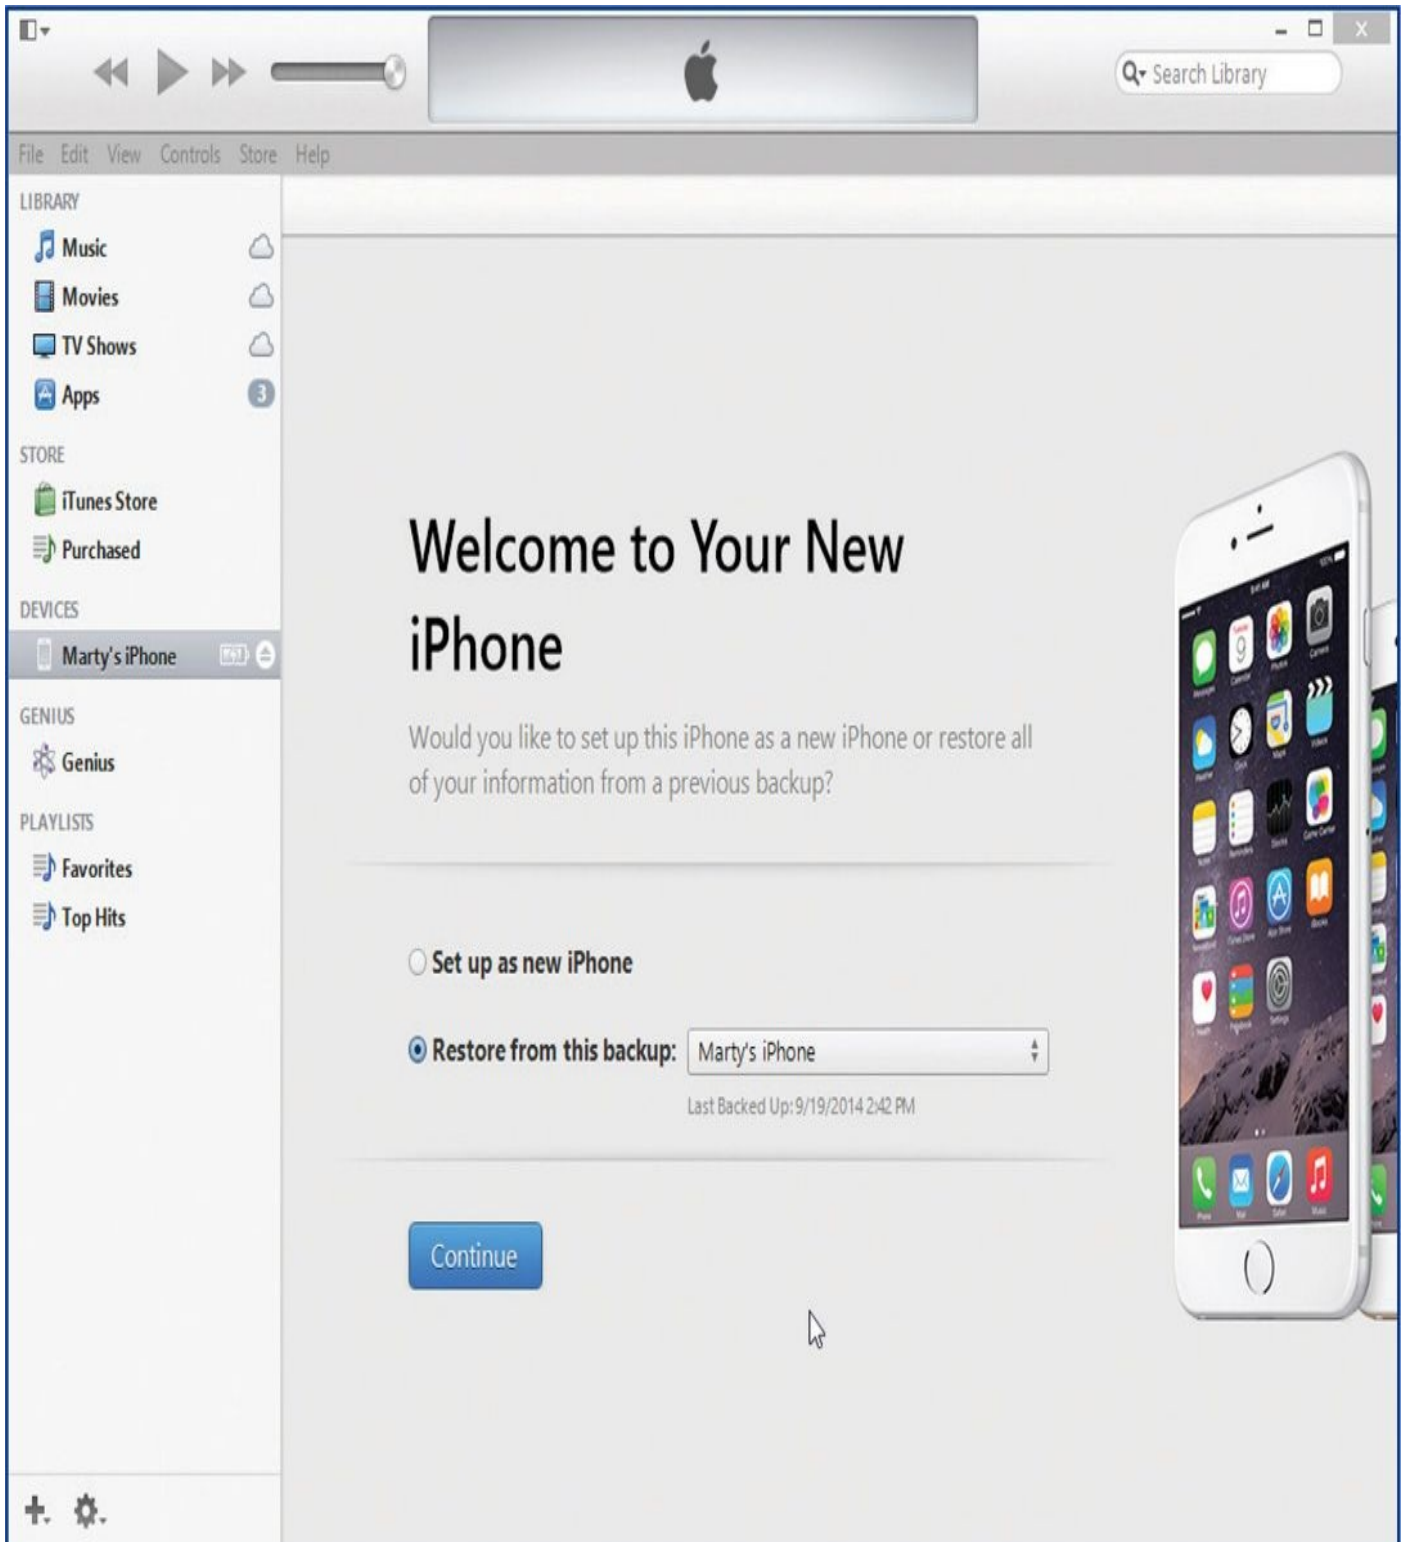 Search Library
File Edit View Controls Store Help
LIBRARY
Music
Movies
TV Shows
Apps 3
STORE
iTunes Store
Purchased
DEVICES
Marty's iPhone
GENIUS
Genius
PLAYLISTS
Favorites
Top Hits
Welcome to Your New
iPhone
Would you like to set up this iPhone as a new iPhone or restore all
of your information from a previous backup?
Set up as new iPhone
Restore from this backup: Marty's iPhone
Last Backed Up: 9/19/2014 2:42 PM
Continue